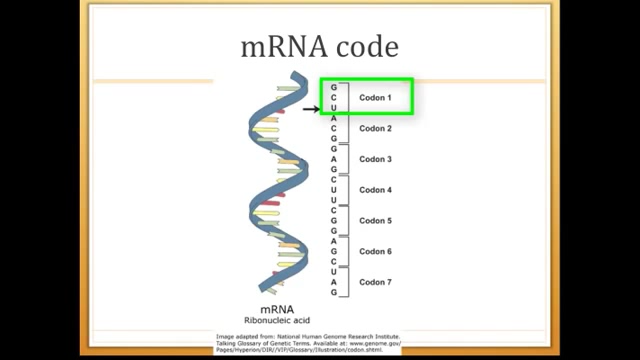 mRNA code
G
C
U
Codon 1
A
C
G
Codon 2
G
A
G
Codon 3
C
U
U
Codon 4
C
G
G
Codon 5
A
G
C
Codon 6
U
A
G
Codon 7
mRNA
Ribonucleic acid
Image adapted from: National Human Genome Research Institute.
Talking Glossary of Genetic Terms. Available at: www.genome.gov/
Pages/Hyperion/DIR//VIP/Glossary/Illustration/codon.shtml.